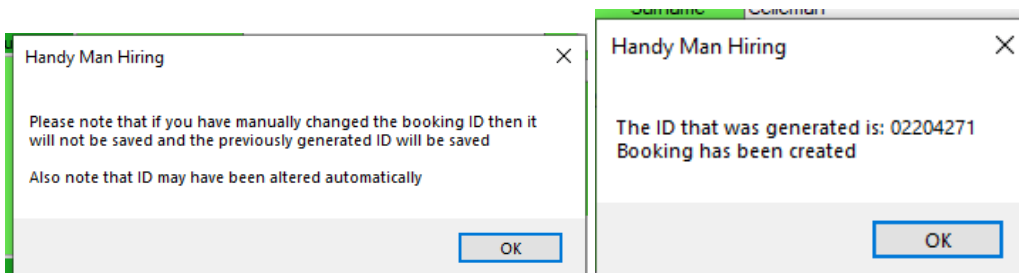 Handy Man Hiring
Please note that if you have manually changed the booking ID then it
will not be saved and the previously generated ID will be saved
Also note that ID may have been altered automatically
OK
Handy Man Hiring
The ID that was generated is: 02204271
Booking has been created
OK